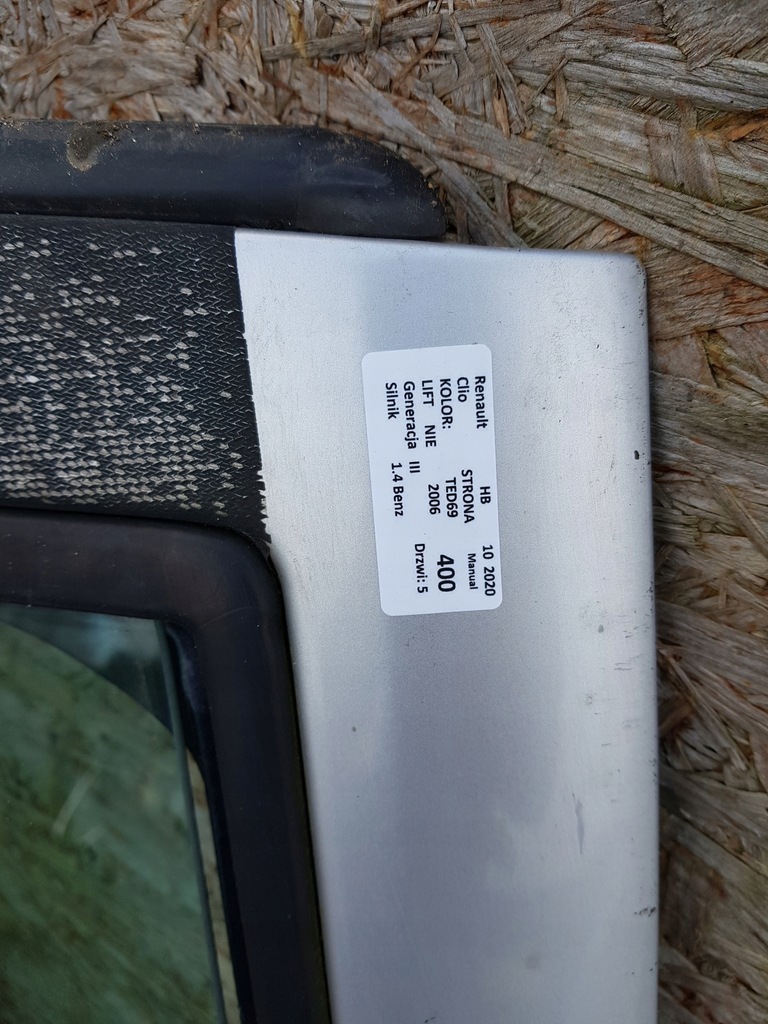 Renault HB 10 2020
Clio STRONA Manual
KOLOR: TED69 400
LIFT NIE 2006
Generacja III Drzwi: 5
Silnik 1.4 Benz